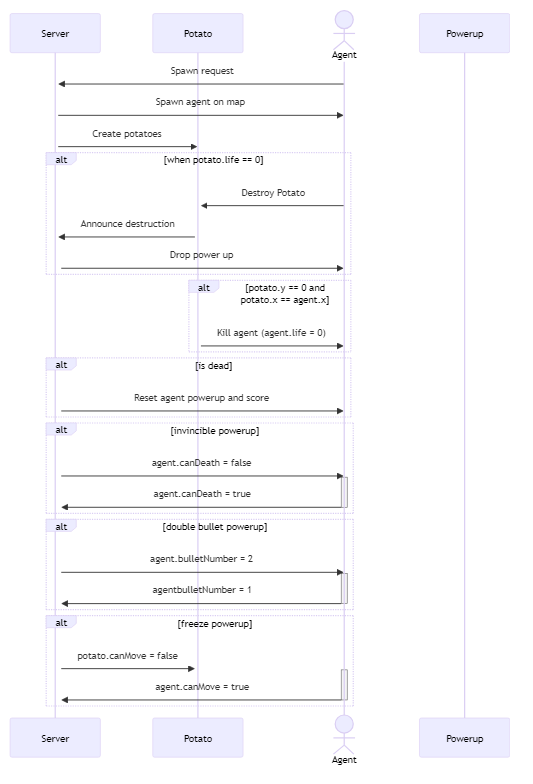 Server
Potato
Agent
Powerup
Spawn request
Spawn agent on map
Create potatoes
alt
[when potato.life == 0]
Destroy Potato
Announce destruction
Drop power up
alt
[potato.y == 0 and
potato.x == agent.x]
Kill agent (agent.life = 0)
alt
[is dead]
Reset agent powerup and score
alt
[invincible powerup]
agent.canDeath = false
agent.canDeath = true
alt
[double bullet powerup]
agent.bulletNumber = 2
agentbulletNumber = 1
alt
[freeze powerup]
potato.canMove = false
agent.canMove = true
Server
Potato
Agent
Powerup